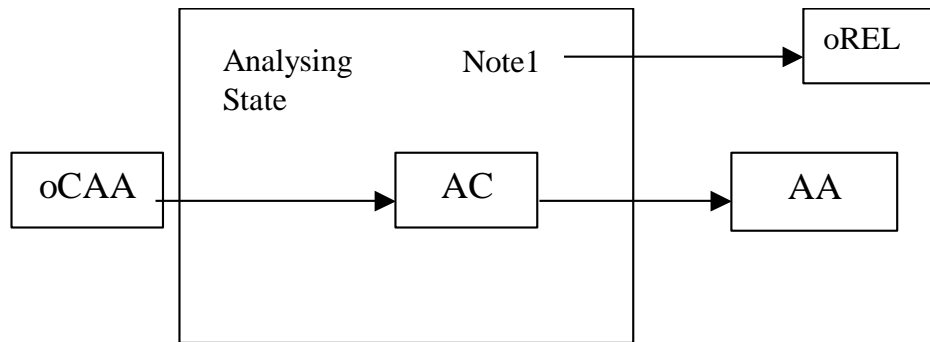 Analysing
State
Note1
oREL
oCAA
AC
AA